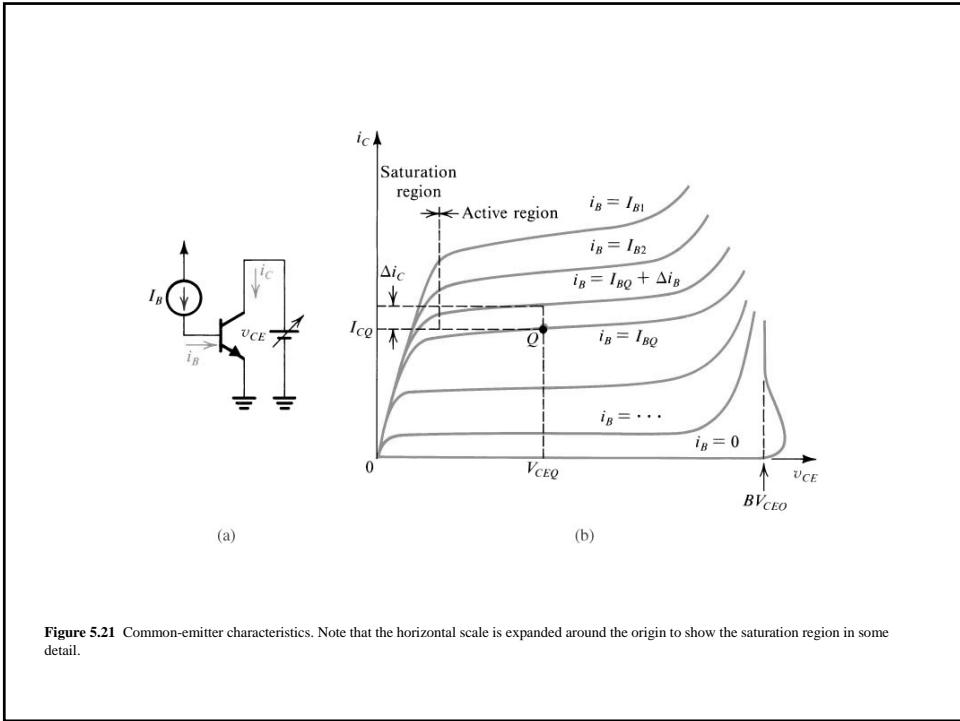 i_C
Saturation
region
Active region
i_B = I_B1
i_B = I_B2
Δi_C
i_B = I_BQ + Δi_B
I_CQ
Q
i_B = I_BQ
i_B = · · ·
i_B = 0
0
V_CEQ
v_CE
BV_CEO
I_B
i_C
v_CE
i_B
(a)
(b)
Figure 5.21 Common-emitter characteristics. Note that the horizontal scale is expanded around the origin to show the saturation region in some
detail.